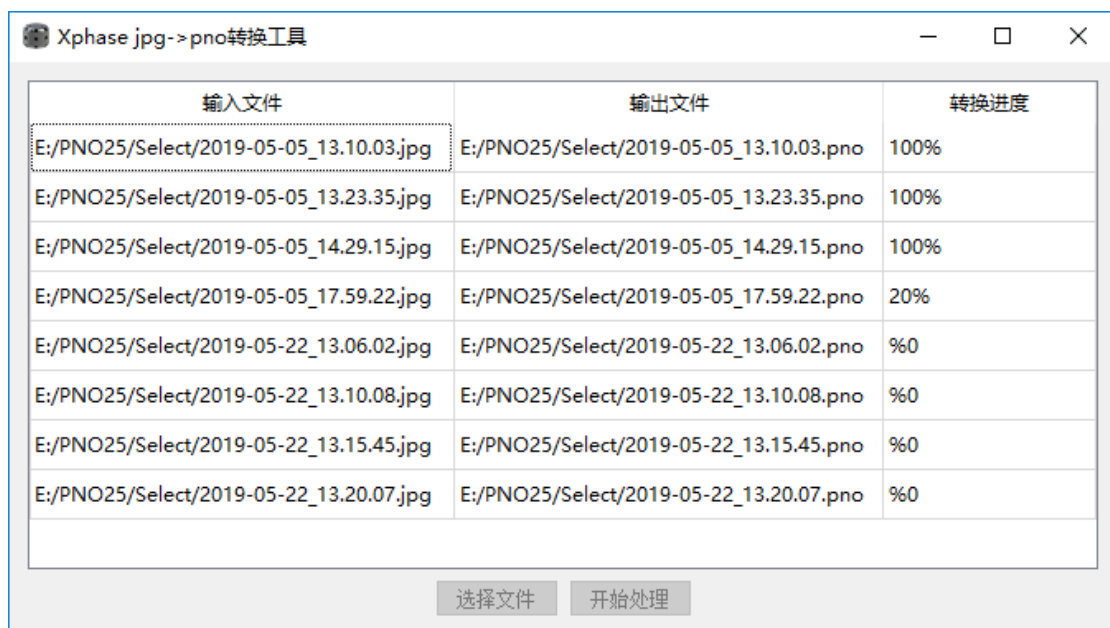 Xphase jpg->pno转换工具
输入文件 输出文件 转换进度
E:/PNO25/Select/2019-05-05_13.10.03.jpg E:/PNO25/Select/2019-05-05_13.10.03.pno 100%
E:/PNO25/Select/2019-05-05_13.23.35.jpg E:/PNO25/Select/2019-05-05_13.23.35.pno 100%
E:/PNO25/Select/2019-05-05_14.29.15.jpg E:/PNO25/Select/2019-05-05_14.29.15.pno 100%
E:/PNO25/Select/2019-05-05_17.59.22.jpg E:/PNO25/Select/2019-05-05_17.59.22.pno 20%
E:/PNO25/Select/2019-05-22_13.06.02.jpg E:/PNO25/Select/2019-05-22_13.06.02.pno %0
E:/PNO25/Select/2019-05-22_13.10.08.jpg E:/PNO25/Select/2019-05-22_13.10.08.pno %0
E:/PNO25/Select/2019-05-22_13.15.45.jpg E:/PNO25/Select/2019-05-22_13.15.45.pno %0
E:/PNO25/Select/2019-05-22_13.20.07.jpg E:/PNO25/Select/2019-05-22_13.20.07.pno %0
选择文件 开始处理